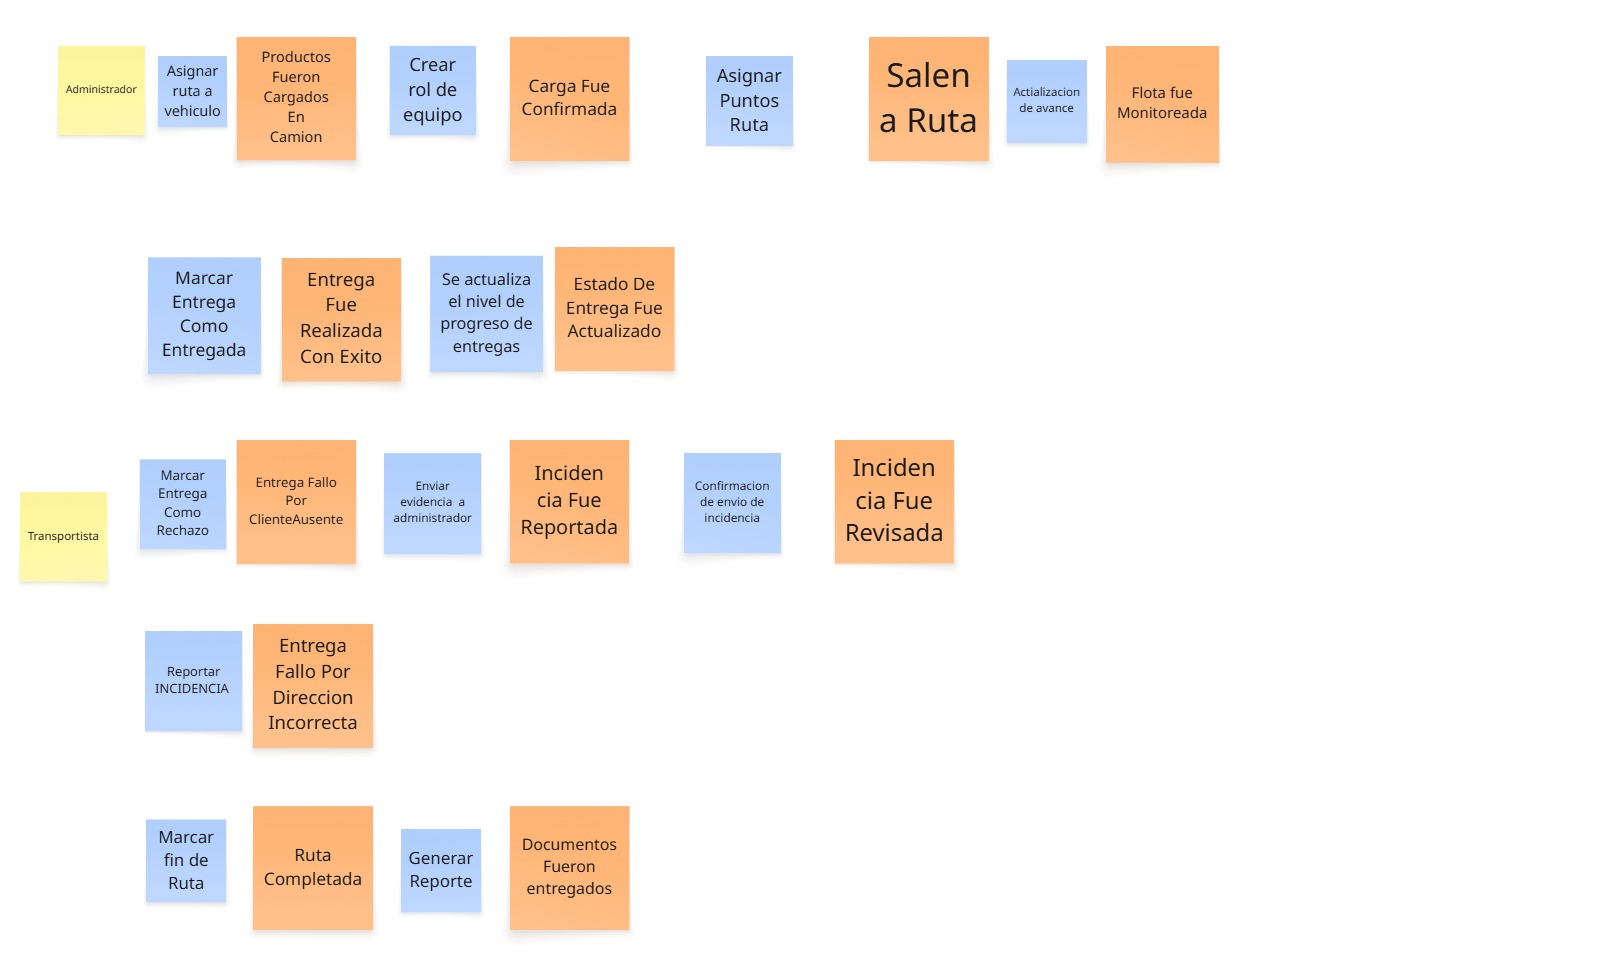 Administrador
Asignar
ruta a
vehiculo
Productos
Fueron
Cargados
En
Camion
Crear
rol de
equipo
Carga Fue
Confirmada
Asignar
Puntos
Ruta
Salen
a Ruta
Actializacion
de avance
Flota fue
Monitoreada
Marcar
Entrega
Como
Entregada
Entrega
Fue
Realizada
Con Exito
Se actualiza
el nivel de
progreso de
entregas
Estado De
Entrega Fue
Actualizado
Transportista
Marcar
Entrega
Como
Rechazo
Entrega Fallo
Por
ClienteAusente
Enviar
evidencia a
administrador
Inciden
cia Fue
Reportada
Confirmacion
de envio de
incidencia
Inciden
cia Fue
Revisada
Reportar
INCIDENCIA
Entrega
Fallo Por
Direccion
Incorrecta
Marcar
fin de
Ruta
Ruta
Completada
Generar
Reporte
Documentos
Fueron
entregados